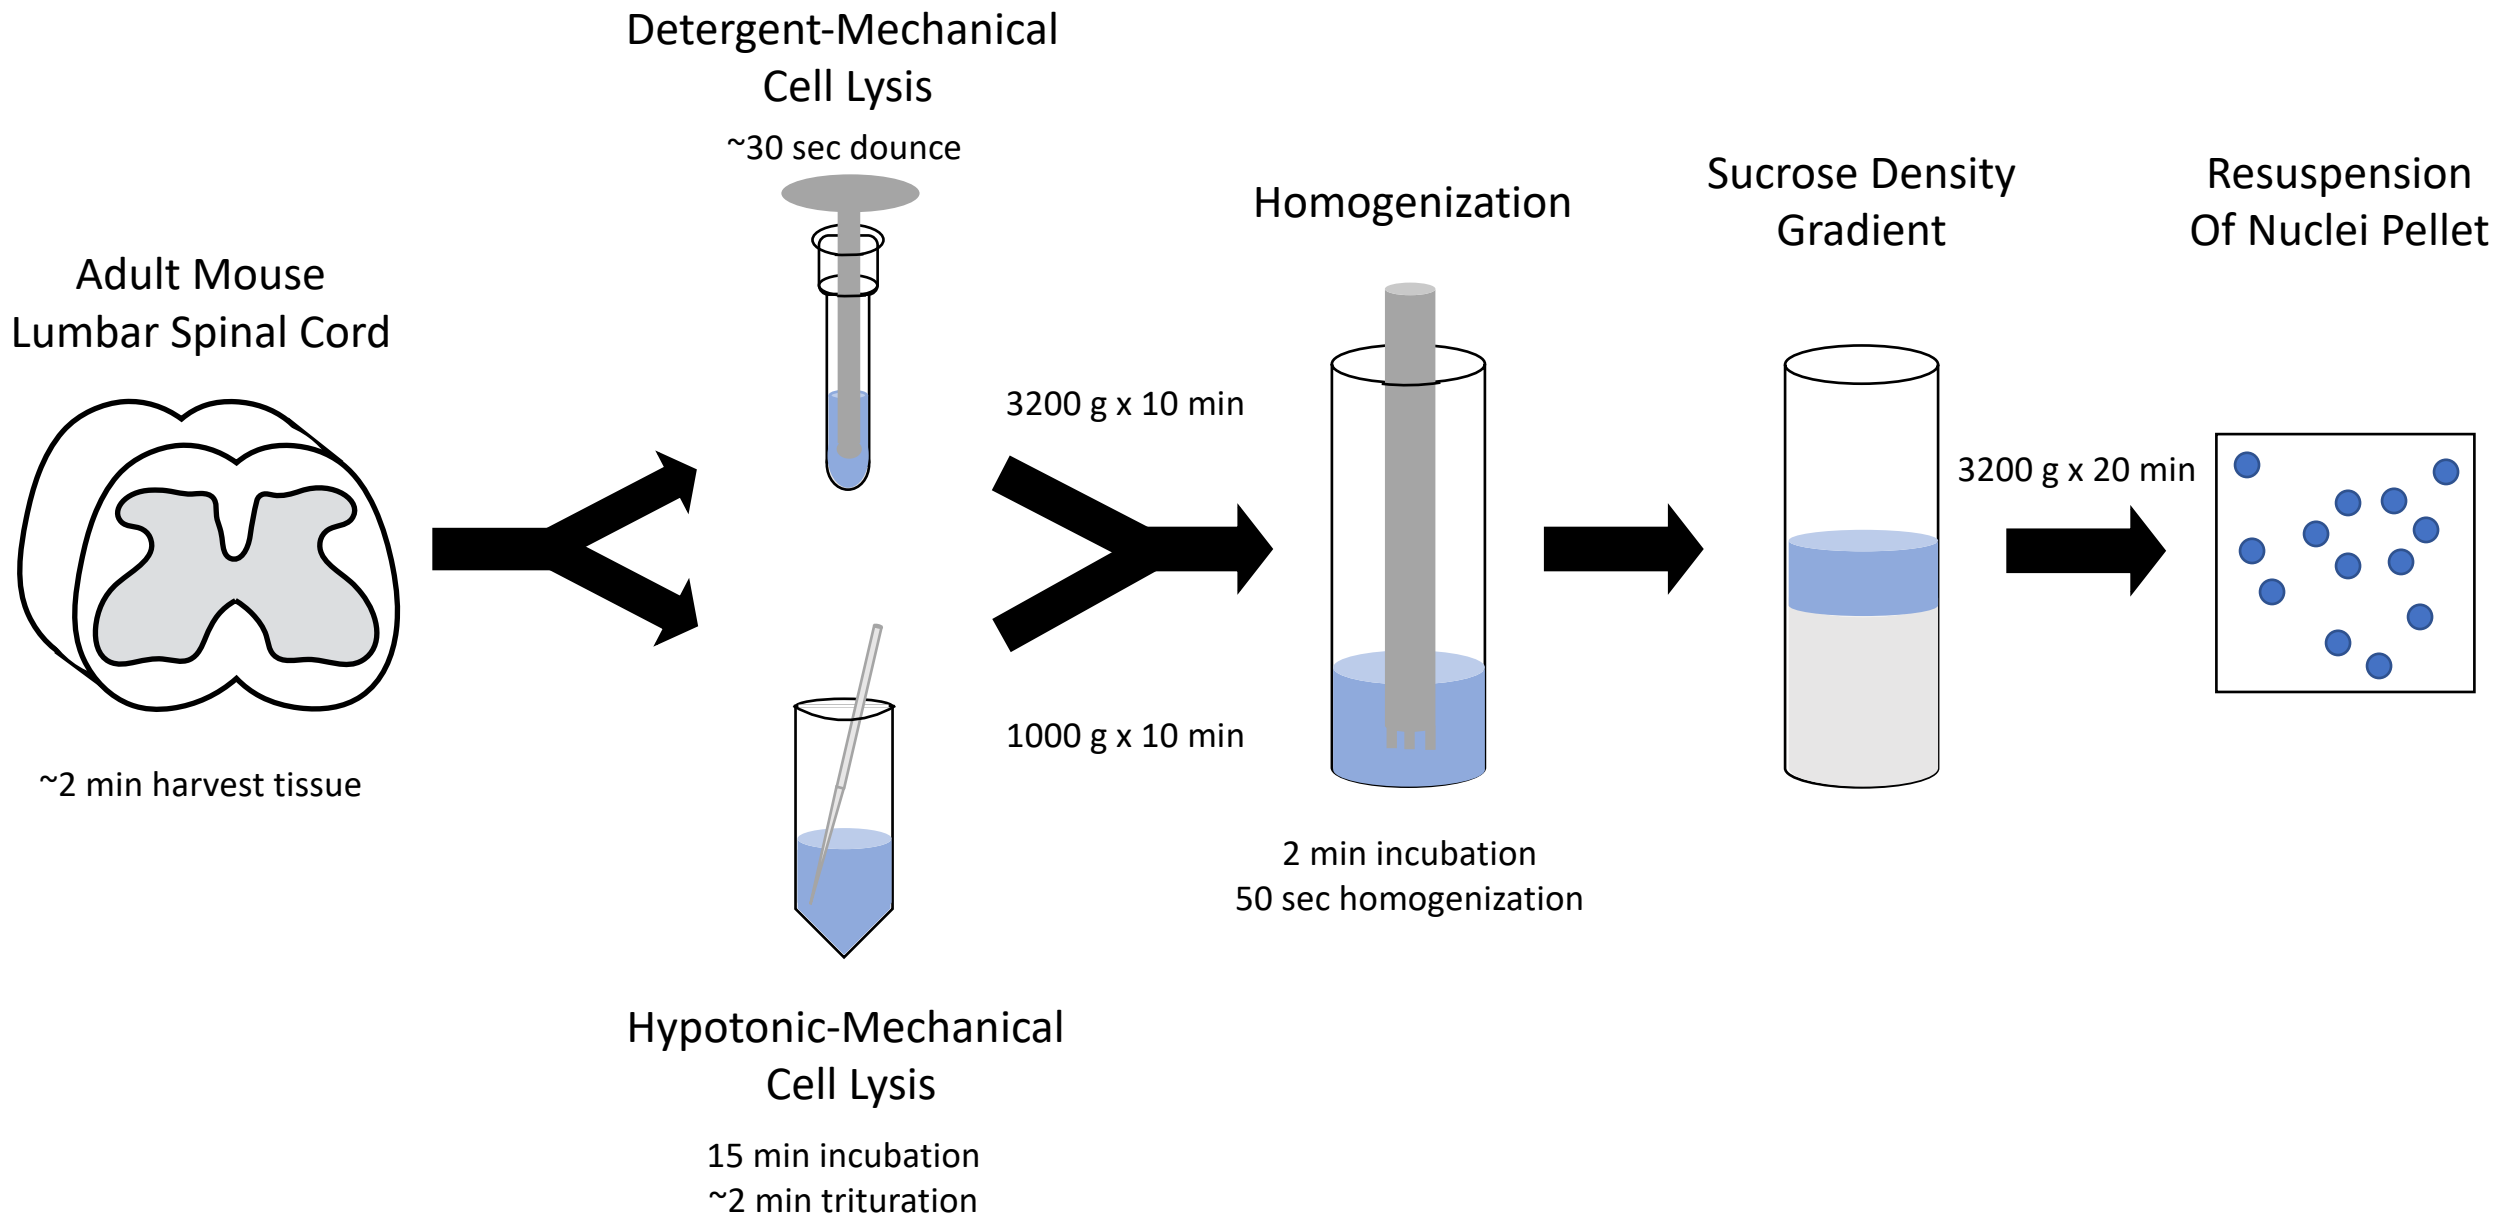 Adult Mouse
Lumbar Spinal Cord
~2 min harvest tissue
Detergent-Mechanical
Cell Lysis
~30 sec dounce
Hypotonic-Mechanical
Cell Lysis
15 min incubation
~2 min trituration
3200 g x 10 min
1000 g x 10 min
Homogenization
2 min incubation
50 sec homogenization
Sucrose Density
Gradient
3200 g x 20 min
Resuspension
Of Nuclei Pellet